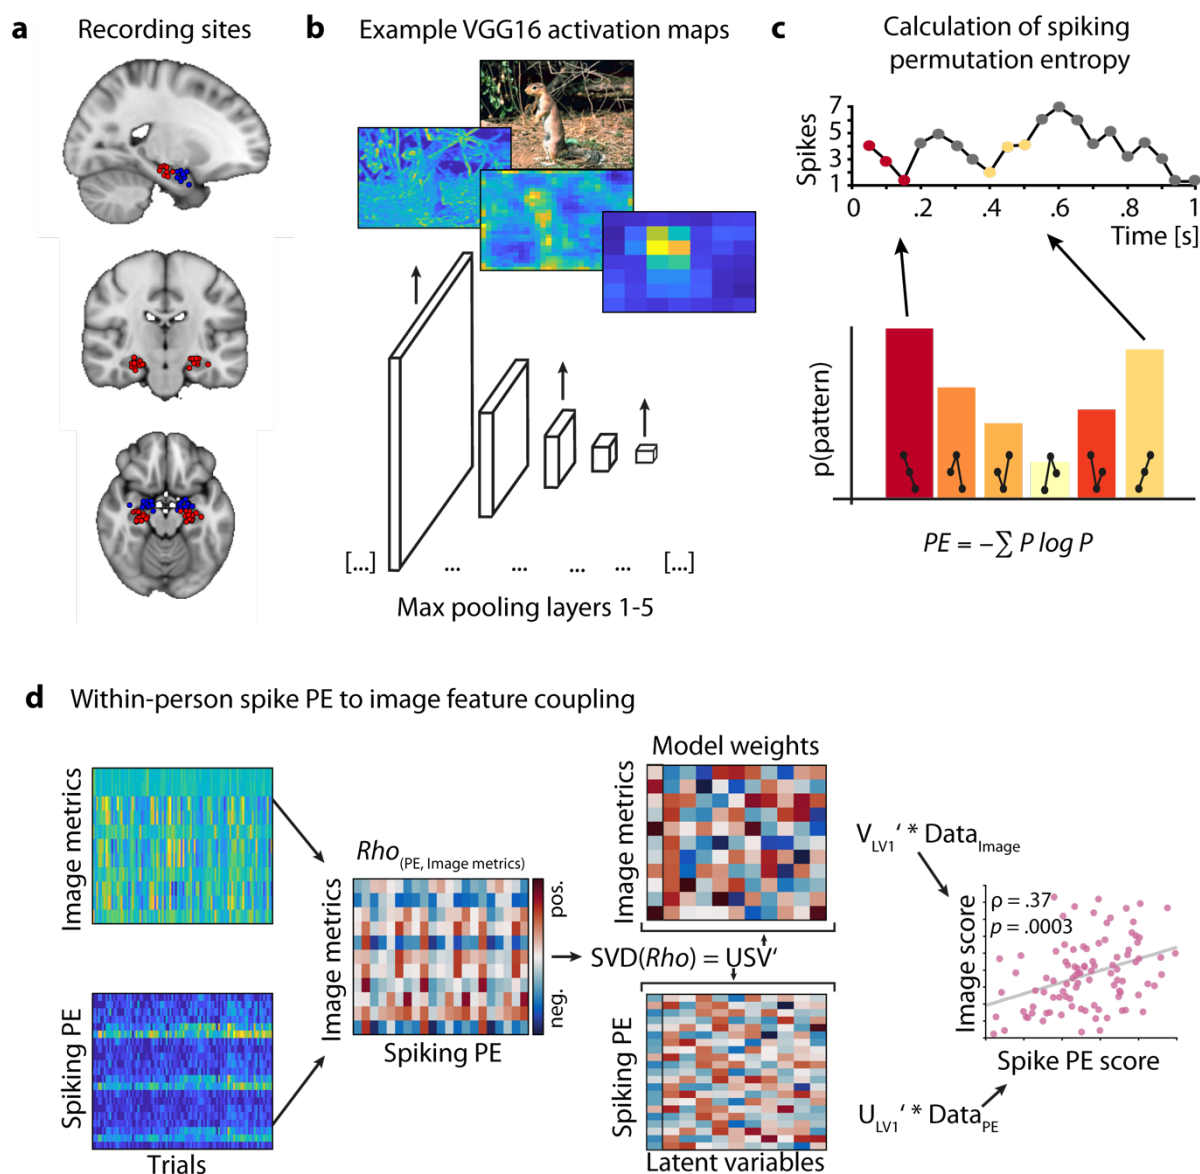 a Recording sites
b Example VGG16 activation maps
c Calculation of spiking
permutation entropy
Spikes
7
5
3
1
0 .2 .4 .6 .8 1
Time [s]
p(pattern)
PE = −∑ P log P
[...] ... ... ... ... [...]
Max pooling layers 1-5
d Within-person spike PE to image feature coupling
Image metrics
Spiking PE
Trials
Rho(PE, Image metrics)
Image metrics
Spiking PE
pos.
neg.
Model weights
Image metrics
SVD(Rho) = USV‘
Spiking PE
Latent variables
VLV1‘ * DataImage
ρ = .37
p = .0003
Image score
Spike PE score
ULV1‘ * DataPE